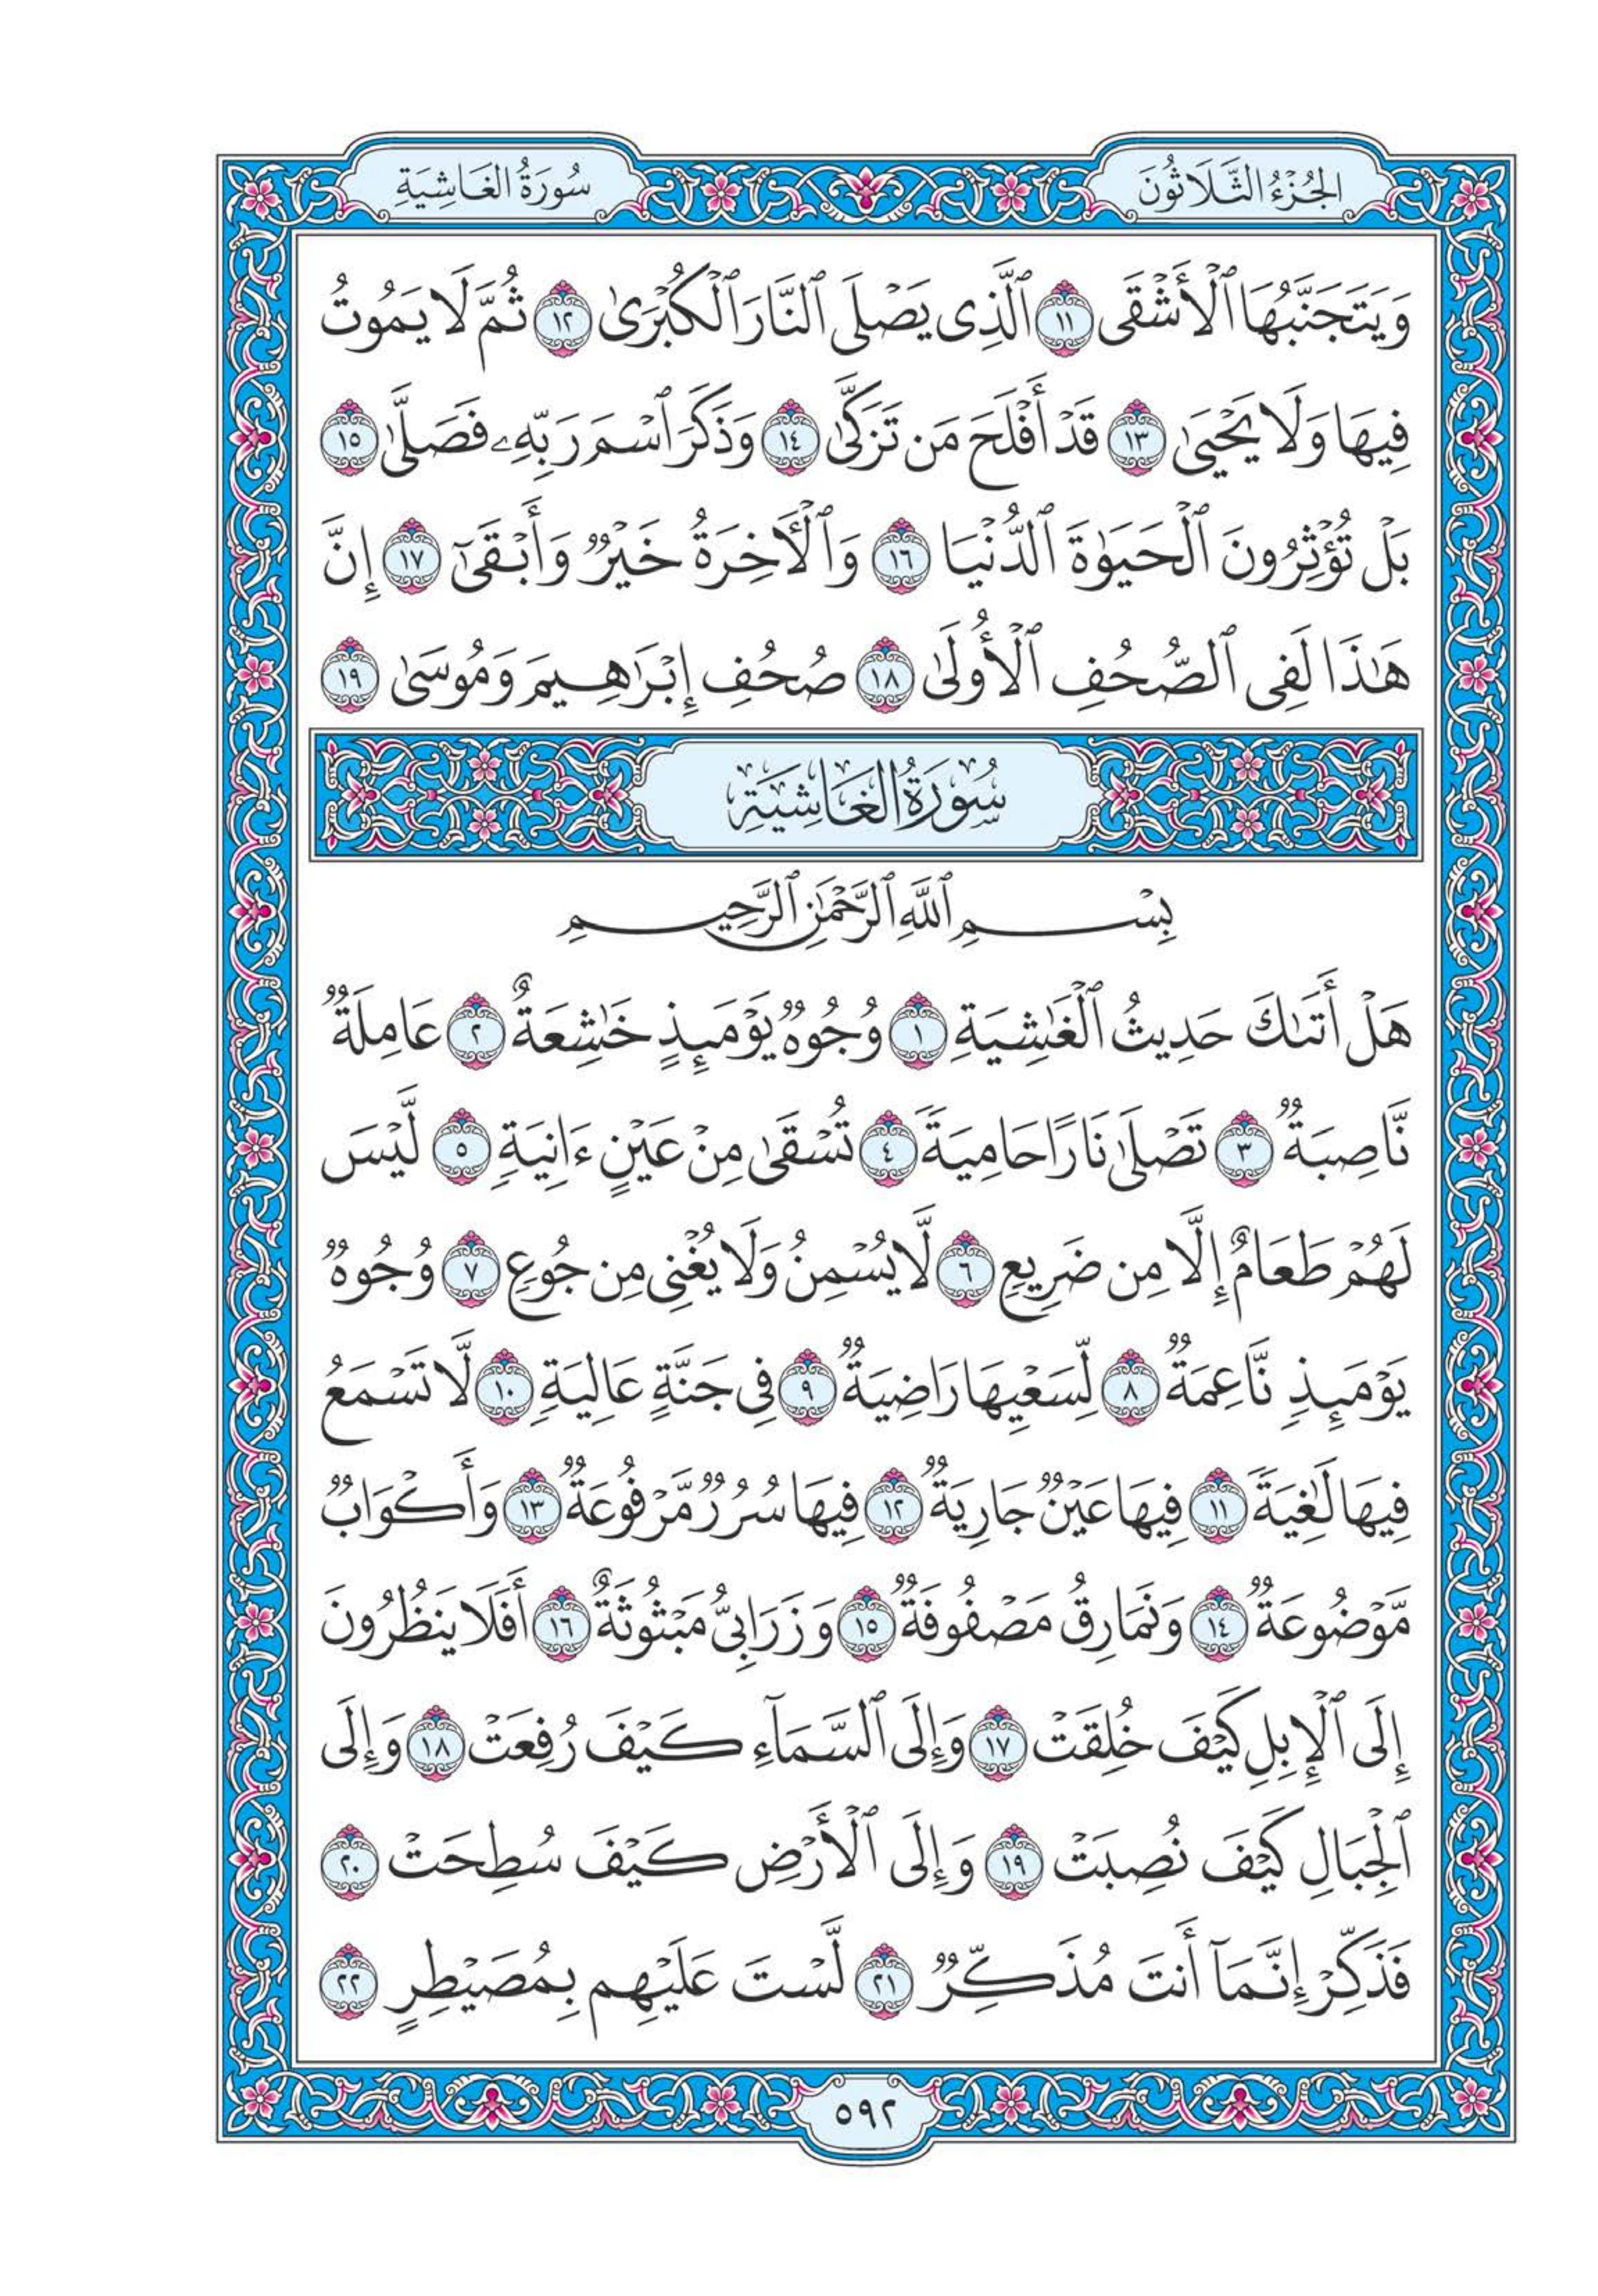 الجُزْءُ الثَّلَاثُونَ
سُورَةُ الغَاشِيَةِ
وَيَتَجَنَّبُهَا ٱلْأَشْقَى ١١ ٱلَّذِى يَصْلَى ٱلنَّارَ ٱلْكُبْرَىٰ ١٢ ثُمَّ لَا يَمُوتُ
فِيهَا وَلَا يَحْيَىٰ ١٣ قَدْ أَفْلَحَ مَن تَزَكَّىٰ ١٤ وَذَكَرَ ٱسْمَ رَبِّهِۦ فَصَلَّىٰ ١٥
بَلْ تُؤْثِرُونَ ٱلْحَيَوٰةَ ٱلدُّنْيَا ١٦ وَٱلْـَٔاخِرَةُ خَيْرٌ وَأَبْقَىٰٓ ١٧ إِنَّ
هَـٰذَا لَفِى ٱلصُّحُفِ ٱلْأُولَىٰ ١٨ صُحُفِ إِبْرَٰهِيمَ وَمُوسَىٰ ١٩
سُورَةُ الغَاشِيَةِ
بِسْمِ ٱللَّهِ ٱلرَّحْمَـٰنِ ٱلرَّحِيمِ
هَلْ أَتَىٰكَ حَدِيثُ ٱلْغَـٰشِيَةِ ١ وُجُوهٌ يَوْمَئِذٍ خَـٰشِعَةٌ ٢ عَامِلَةٌ
نَّاصِبَةٌ ٣ تَصْلَىٰ نَارًا حَامِيَةً ٤ تُسْقَىٰ مِنْ عَيْنٍ ءَانِيَةٍ ٥ لَّيْسَ
لَهُمْ طَعَامٌ إِلَّا مِن ضَرِيعٍ ٦ لَّا يُسْمِنُ وَلَا يُغْنِى مِن جُوعٍ ٧ وُجُوهٌ
يَوْمَئِذٍ نَّاعِمَةٌ ٨ لِّسَعْيِهَا رَاضِيَةٌ ٩ فِى جَنَّةٍ عَالِيَةٍ ١٠ لَّا تَسْمَعُ
فِيهَا لَـٰغِيَةً ١١ فِيهَا عَيْنٌ جَارِيَةٌ ١٢ فِيهَا سُرُرٌ مَّرْفُوعَةٌ ١٣ وَأَكْوَابٌ
مَّوْضُوعَةٌ ١٤ وَنَمَارِقُ مَصْفُوفَةٌ ١٥ وَزَرَابِىُّ مَبْثُوثَةٌ ١٦ أَفَلَا يَنظُرُونَ
إِلَى ٱلْإِبِلِ كَيْفَ خُلِقَتْ ١٧ وَإِلَى ٱلسَّمَآءِ كَيْفَ رُفِعَتْ ١٨ وَإِلَى
ٱلْجِبَالِ كَيْفَ نُصِبَتْ ١٩ وَإِلَى ٱلْأَرْضِ كَيْفَ سُطِحَتْ ٢٠
فَذَكِّرْ إِنَّمَآ أَنتَ مُذَكِّرٌ ٢١ لَّسْتَ عَلَيْهِم بِمُصَيْطِرٍ ٢٢
٥٩٢